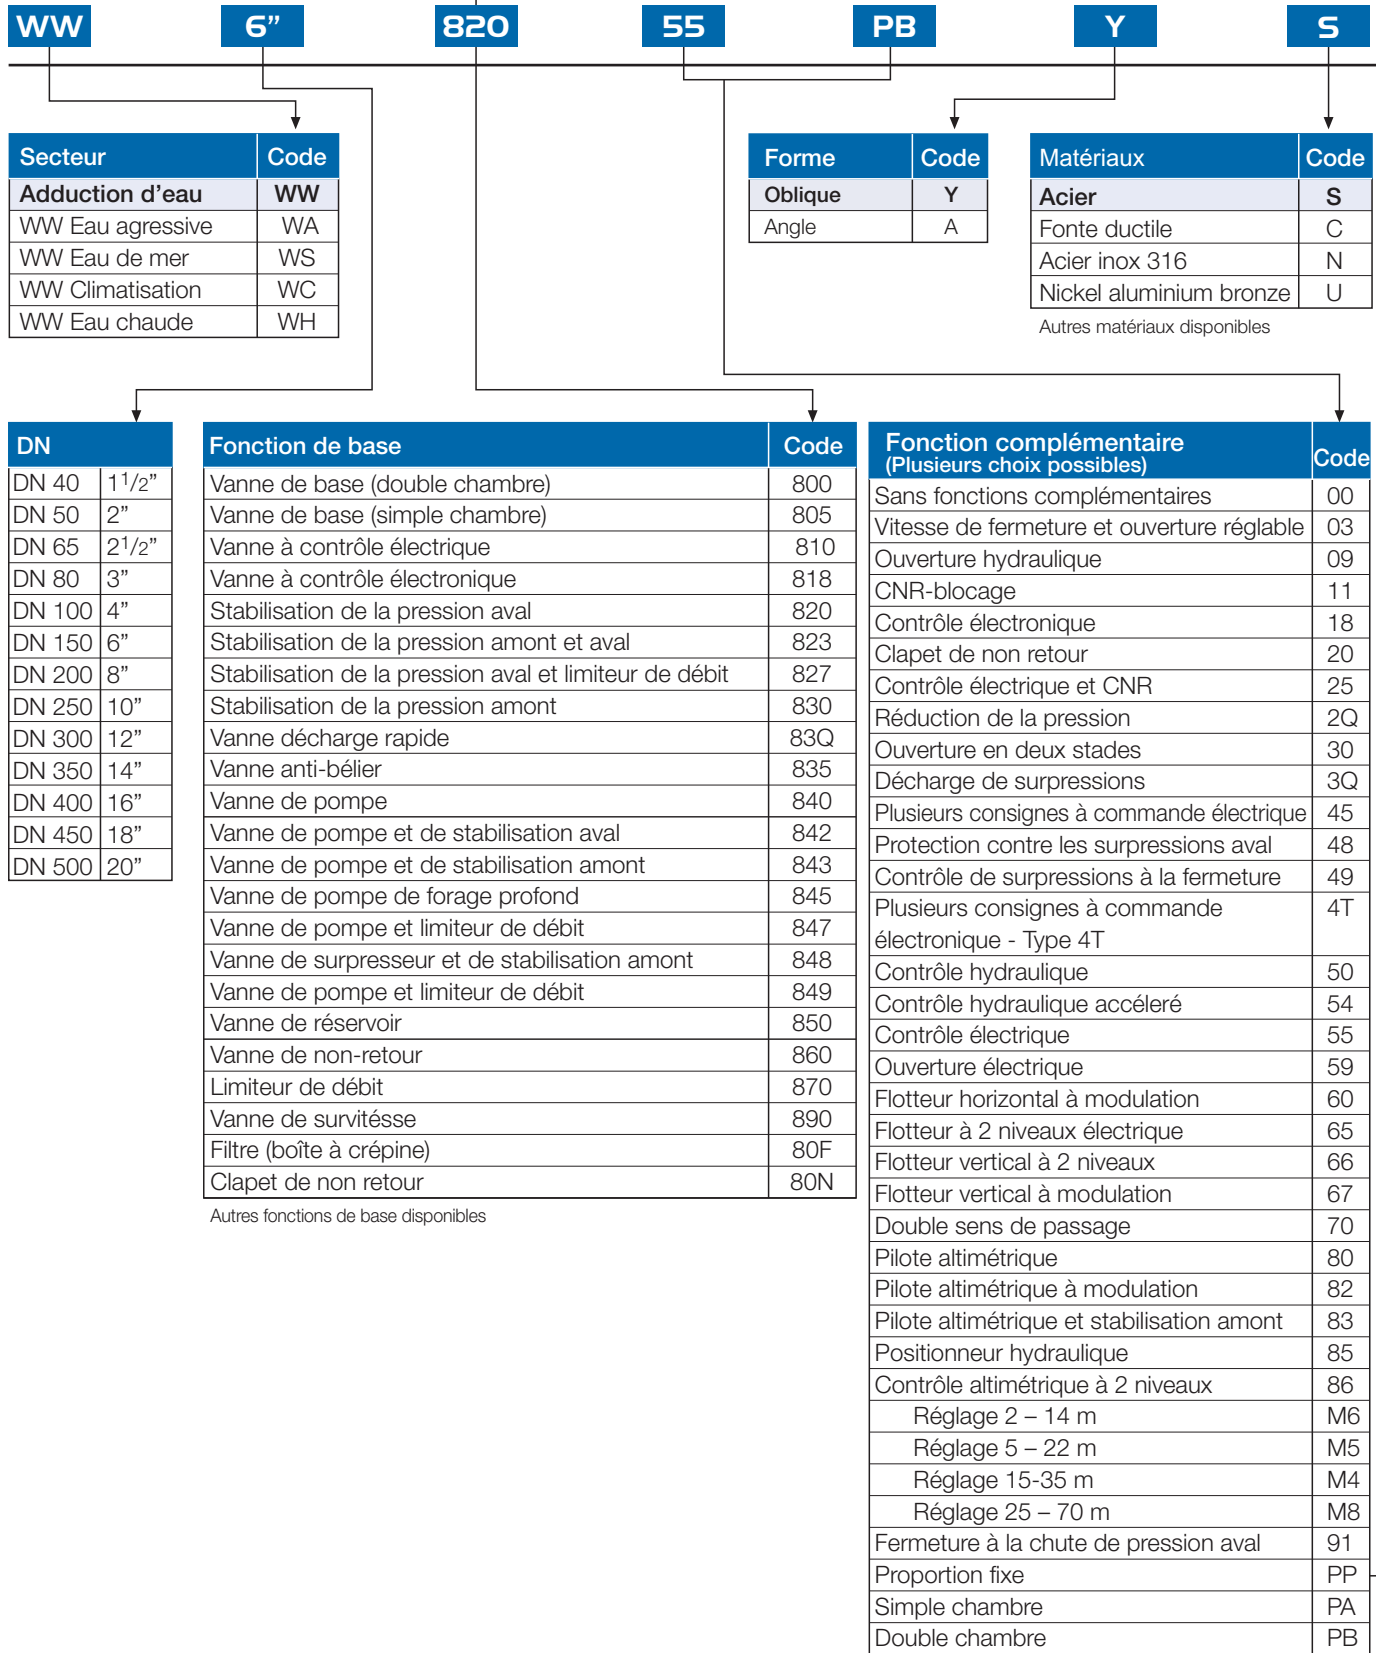 WW 6” 820 55 PB Y S
Secteur Code
Adduction d’eau WW
WW Eau agressive WA
WW Eau de mer WS
WW Climatisation WC
WW Eau chaude WH
Forme Code
Oblique Y
Angle A
Matériaux Code
Acier S
Fonte ductile C
Acier inox 316 N
Nickel aluminium bronze U
Autres matériaux disponibles
DN
DN 40 1 1/2”
DN 50 2”
DN 65 2 1/2”
DN 80 3”
DN 100 4”
DN 150 6”
DN 200 8”
DN 250 10”
DN 300 12”
DN 350 14”
DN 400 16”
DN 450 18”
DN 500 20”
Fonction de base Code
Vanne de base (double chambre) 800
Vanne de base (simple chambre) 805
Vanne à contrôle électrique 810
Vanne à contrôle électronique 818
Stabilisation de la pression aval 820
Stabilisation de la pression amont et aval 823
Stabilisation de la pression aval et limiteur de débit 827
Stabilisation de la pression amont 830
Vanne décharge rapide 83Q
Vanne anti-bélier 835
Vanne de pompe 840
Vanne de pompe et de stabilisation aval 842
Vanne de pompe et de stabilisation amont 843
Vanne de pompe de forage profond 845
Vanne de pompe et limiteur de débit 847
Vanne de surpresseur et de stabilisation amont 848
Vanne de pompe et limiteur de débit 849
Vanne de réservoir 850
Vanne de non-retour 860
Limiteur de débit 870
Vanne de survitésse 890
Filtre (boîte à crépine) 80F
Clapet de non retour 80N
Autres fonctions de base disponibles
Fonction complémentaire
(Plusieurs choix possibles) Code
Sans fonctions complémentaires 00
Vitesse de fermeture et ouverture réglable 03
Ouverture hydraulique 09
CNR-blocage 11
Contrôle électronique 18
Clapet de non retour 20
Contrôle électrique et CNR 25
Réduction de la pression 2Q
Ouverture en deux stades 30
Décharge de surpressions 3Q
Plusieurs consignes à commande électrique 45
Protection contre les surpressions aval 48
Contrôle de surpressions à la fermeture 49
Plusieurs consignes à commande 4T
électronique - Type 4T
Contrôle hydraulique 50
Contrôle hydraulique accéleré 54
Contrôle électrique 55
Ouverture électrique 59
Flotteur horizontal à modulation 60
Flotteur à 2 niveaux électrique 65
Flotteur vertical à 2 niveaux 66
Flotteur vertical à modulation 67
Double sens de passage 70
Pilote altimétrique 80
Pilote altimétrique à modulation 82
Pilote altimétrique et stabilisation amont 83
Positionneur hydraulique 85
Contrôle altimétrique à 2 niveaux 86
Réglage 2 – 14 m M6
Réglage 5 – 22 m M5
Réglage 15-35 m M4
Réglage 25 – 70 m M8
Fermeture à la chute de pression aval 91
Proportion fixe PP
Simple chambre PA
Double chambre PB